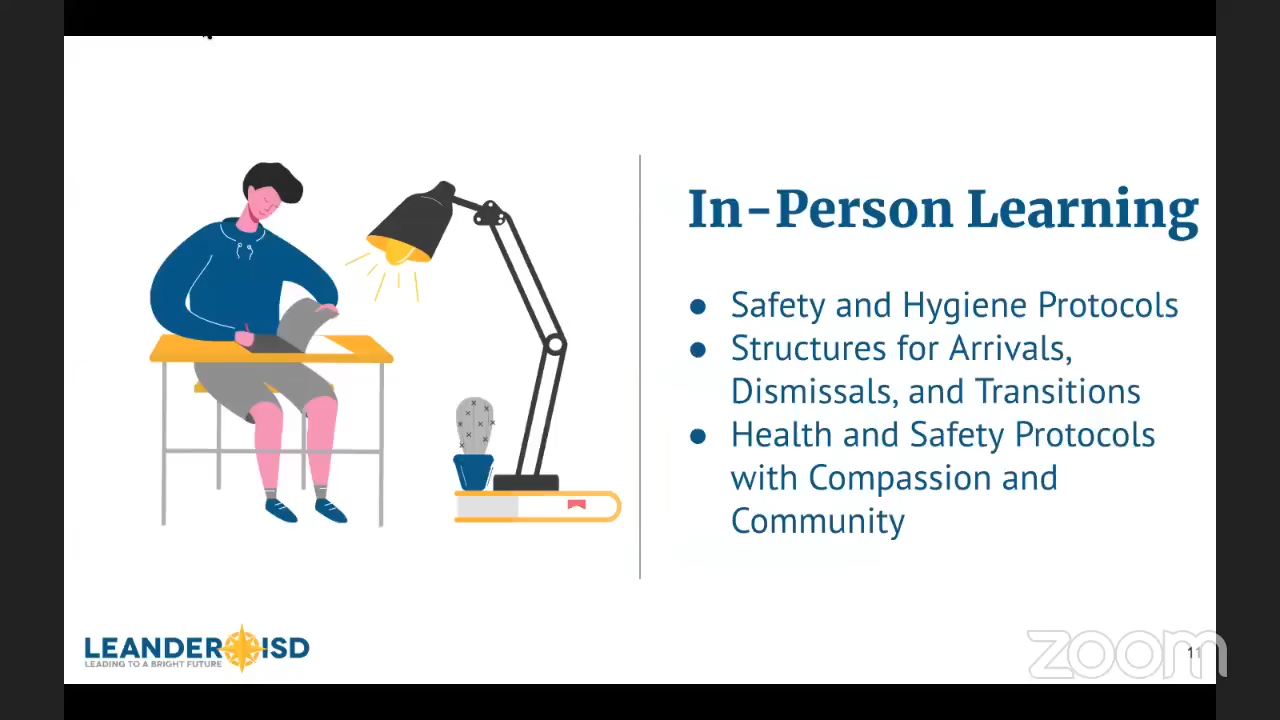 In-Person Learning
● Safety and Hygiene Protocols
● Structures for Arrivals,
Dismissals, and Transitions
● Health and Safety Protocols
with Compassion and
Community
LEANDER ISD
LEADING TO A BRIGHT FUTURE
zoom
11